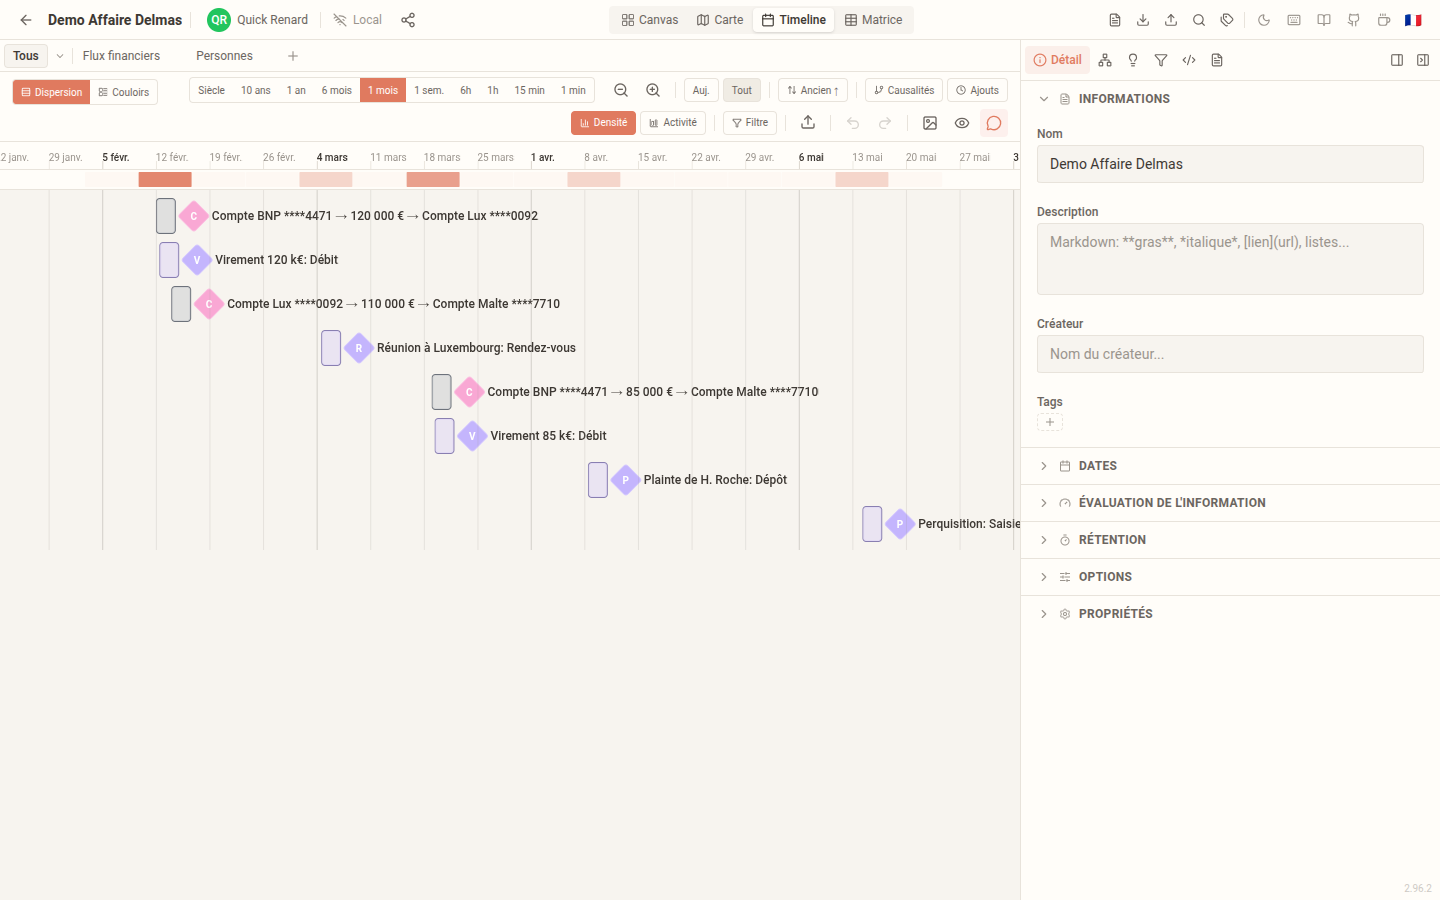 Demo Affaire Delmas
QR Quick Renard
Local
Canvas Carte Timeline Matrice
Tous Flux financiers Personnes
Dispersion Couloirs
Siècle 10 ans 1 an 6 mois 1 mois 1 sem. 6h 1h 15 min 1 min
Auj. Tout Ancien ↑ Causalités Ajouts
Densité Activité Filtre
2 janv. 29 janv. 5 févr. 12 févr. 19 févr. 26 févr. 4 mars 11 mars 18 mars 25 mars 1 avr. 8 avr. 15 avr. 22 avr. 29 avr. 6 mai 13 mai 20 mai 27 mai 3
C Compte BNP ****4471 → 120 000 € → Compte Lux ****0092
V Virement 120 k€: Débit
C Compte Lux ****0092 → 110 000 € → Compte Malte ****7710
R Réunion à Luxembourg: Rendez-vous
C Compte BNP ****4471 → 85 000 € → Compte Malte ****7710
V Virement 85 k€: Débit
P Plainte de H. Roche: Dépôt
P Perquisition: Saisie
Détail
INFORMATIONS
Nom
Demo Affaire Delmas
Description
Markdown: **gras**, *italique*, [lien](url), listes...
Créateur
Nom du créateur...
Tags
DATES
ÉVALUATION DE L'INFORMATION
RÉTENTION
OPTIONS
PROPRIÉTÉS
2.96.2